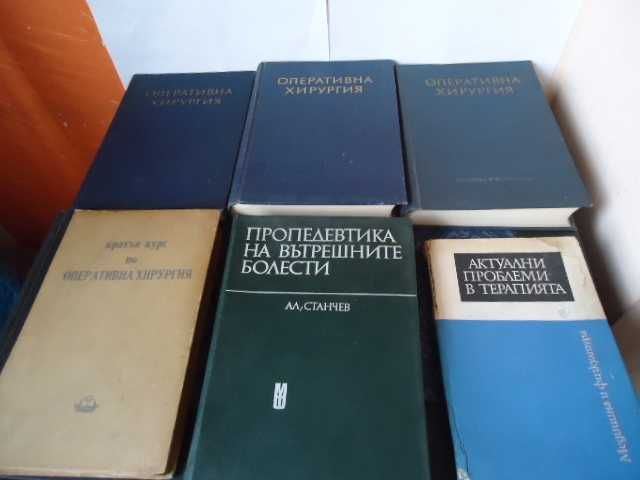 ОПЕРАТИВНА
ХИРУРГИЯ
ОПЕРАТИВНА
ХИРУРГИЯ
ОПЕРАТИВНА
ХИРУРГИЯ
кратък курс
по
ОПЕРАТИВНА ХИРУРГИЯ
ПРОПЕДЕВТИКА
НА ВЪТРЕШНИТЕ
БОЛЕСТИ
АЛ. СТАНЧЕВ
АКТУАЛНИ
ПРОБЛЕМИ
В ТЕРАПИЯТА
Медицина и физкултура